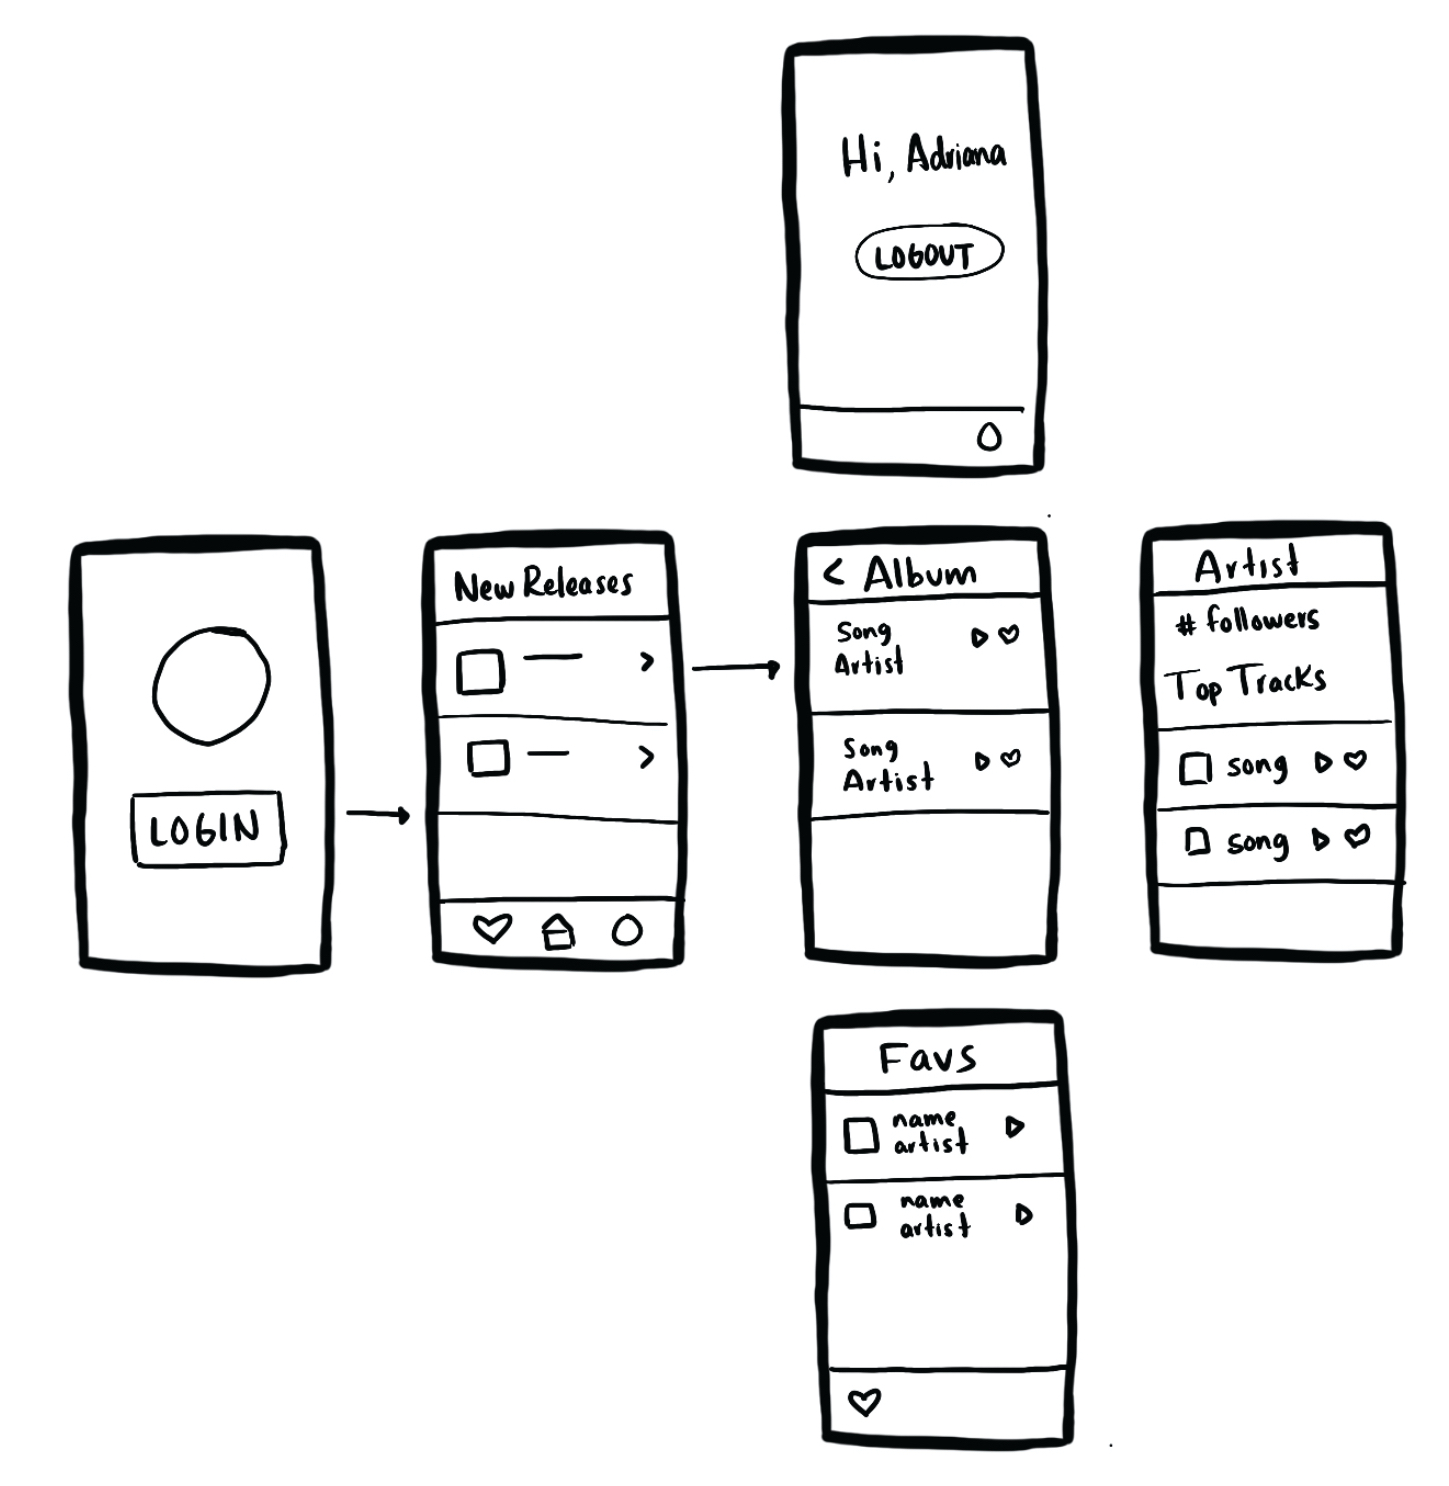 Hi, Adriana
LOGOUT
LOGIN
New Releases
< Album
Song
Artist
Song
Artist
Artist
# followers
Top Tracks
song
song
Favs
name
artist
name
artist